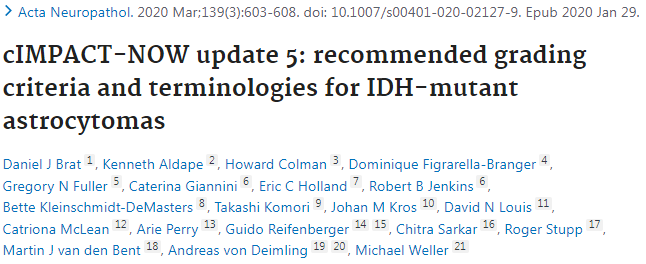 Acta Neuropathol. 2020 Mar;139(3):603-608. doi: 10.1007/s00401-020-02127-9. Epub 2020 Jan 29.
cIMPACT-NOW update 5: recommended grading
criteria and terminologies for IDH-mutant
astrocytomas
Daniel J Brat 1, Kenneth Aldape 2, Howard Colman 3, Dominique Figrarella-Branger 4,
Gregory N Fuller 5, Caterina Giannini 6, Eric C Holland 7, Robert B Jenkins 6,
Bette Kleinschmidt-DeMasters 8, Takashi Komori 9, Johan M Kros 10, David N Louis 11,
Catriona McLean 12, Arie Perry 13, Guido Reifenberger 14 15, Chitra Sarkar 16, Roger Stupp 17,
Martin J van den Bent 18, Andreas von Deimling 19 20, Michael Weller 21